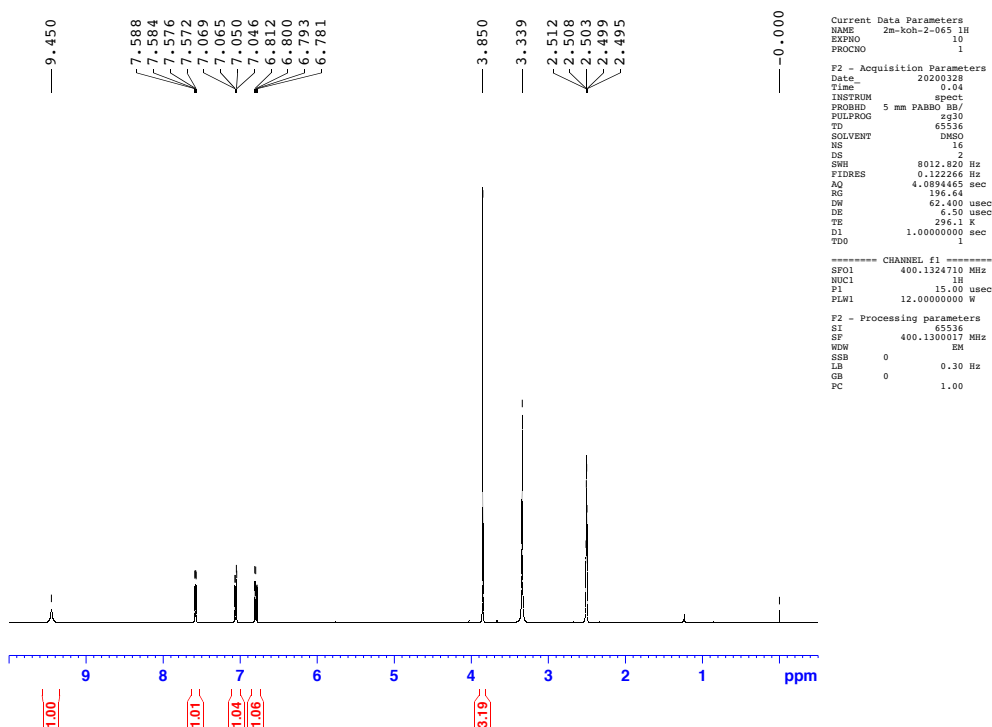 9.450
7.588
7.584
7.576
7.572
7.069
7.065
7.050
7.046
6.812
6.800
6.793
6.781
3.850
3.339
2.512
2.508
2.503
2.499
2.495
-0.000
Current Data Parameters
NAME 2m-koh-2-065 1H
EXPNO 10
PROCNO 1
F2 - Acquisition Parameters
Date_ 20200328
Time 0.04
INSTRUM spect
PROBHD 5 mm PABBO BB/
PULPROG zg30
TD 65536
SOLVENT DMSO
NS 16
DS 2
SWH 8012.820 Hz
FIDRES 0.122266 Hz
AQ 4.0894465 sec
RG 196.64
DW 62.400 usec
DE 6.50 usec
TE 296.1 K
D1 1.00000000 sec
TD0 1
======== CHANNEL f1 ========
SFO1 400.1324710 MHz
NUC1 1H
P1 15.00 usec
PLW1 12.00000000 W
F2 - Processing parameters
SI 65536
SF 400.1300017 MHz
WDW EM
SSB 0
LB 0.30 Hz
GB 0
PC 1.00
9 8 7 6 5 4 3 2 1 ppm
1.00
1.01
1.04
1.06
3.19